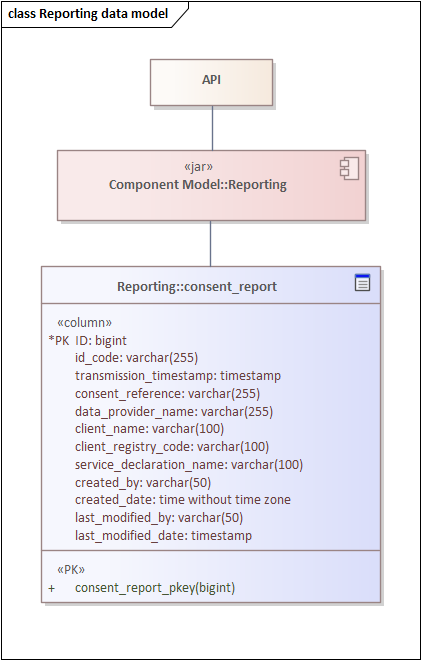 class Reporting data model
API
«jar»
Component Model::Reporting
Reporting::consent_report
«column»
*PK ID: bigint
id_code: varchar(255)
transmission_timestamp: timestamp
consent_reference: varchar(255)
data_provider_name: varchar(255)
client_name: varchar(100)
client_registry_code: varchar(100)
service_declaration_name: varchar(100)
created_by: varchar(50)
created_date: time without time zone
last_modified_by: varchar(50)
last_modified_date: timestamp
«PK»
+ consent_report_pkey(bigint)